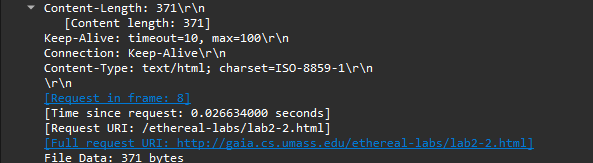 Content-Length: 371\r\n
[Content length: 371]
Keep-Alive: timeout=10, max=100\r\n
Connection: Keep-Alive\r\n
Content-Type: text/html; charset=ISO-8859-1\r\n
\r\n
[Request in frame: 8]
[Time since request: 0.026634000 seconds]
[Request URI: /ethereal-labs/lab2-2.html]
[Full request URI: http://gaia.cs.umass.edu/ethereal-labs/lab2-2.html]
File Data: 371 bytes